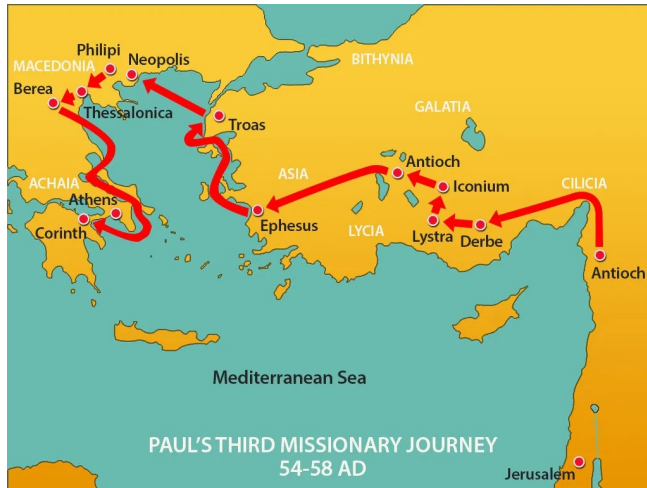 Philipi
Neopolis
MACEDONIA
BITHYNIA
Berea
Thessalonica
Troas
GALATIA
Antioch
ASIA
Iconium
CILICIA
ACHAIA
Athens
Corinth
Ephesus
LYCIA
Lystra
Derbe
Antioch
Mediterranean Sea
PAUL'S THIRD MISSIONARY JOURNEY
54-58 AD
Jerusalem